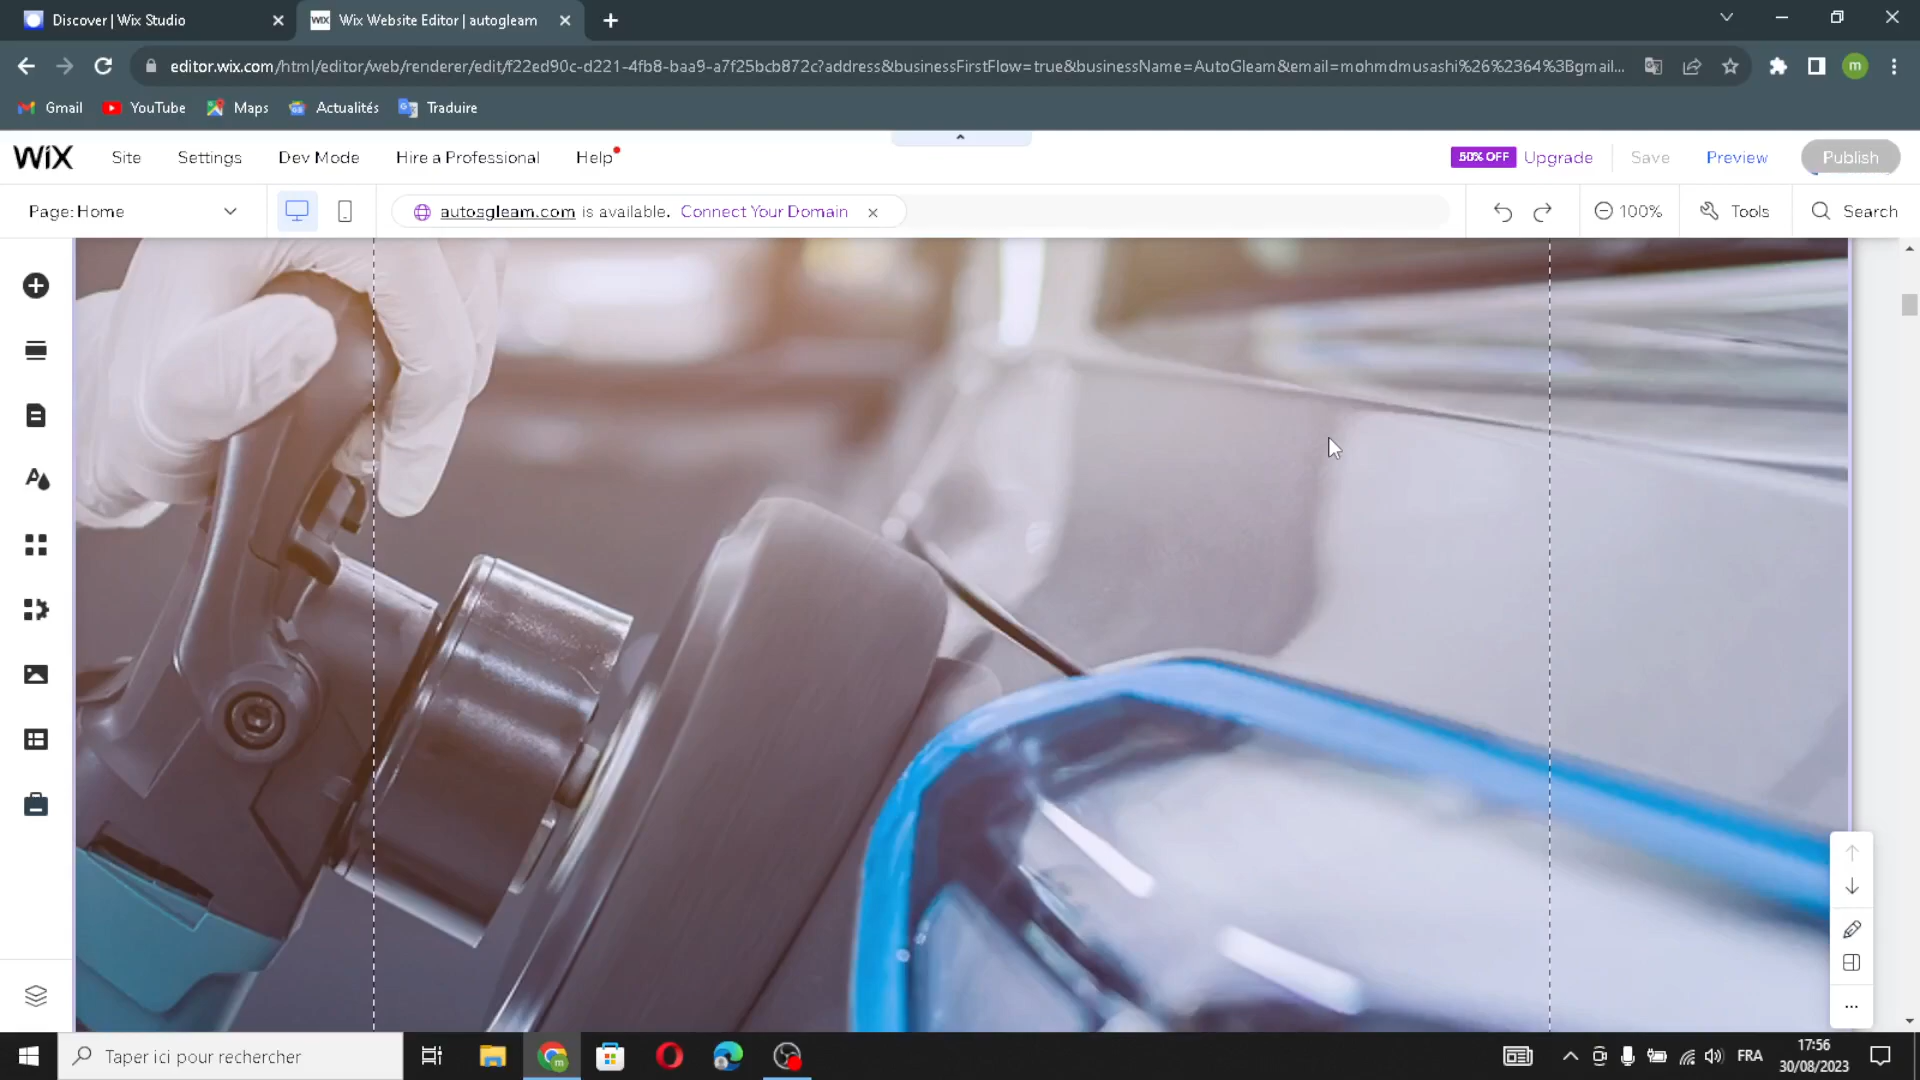 Discover | Wix Studio
WiX Wix Website Editor | autogleam
editor.wix.com/html/editor/web/renderer/edit/f22ed90c-d221-4fb8-baa9-a7f25bcb872c?address&businessFirstFlow=true&businessName=AutoGleam&email=mohmdmusashi%26%2364%3Bgmail...
m
Gmail YouTube Maps Actualités Traduire
WiX Site Settings Dev Mode Hire a Professional Help 50% OFF Upgrade Save Preview Publish
Page: Home autosgleam.com is available. Connect Your Domain 100% Tools Search
Taper ici pour rechercher
FRA
17:56
30/08/2023